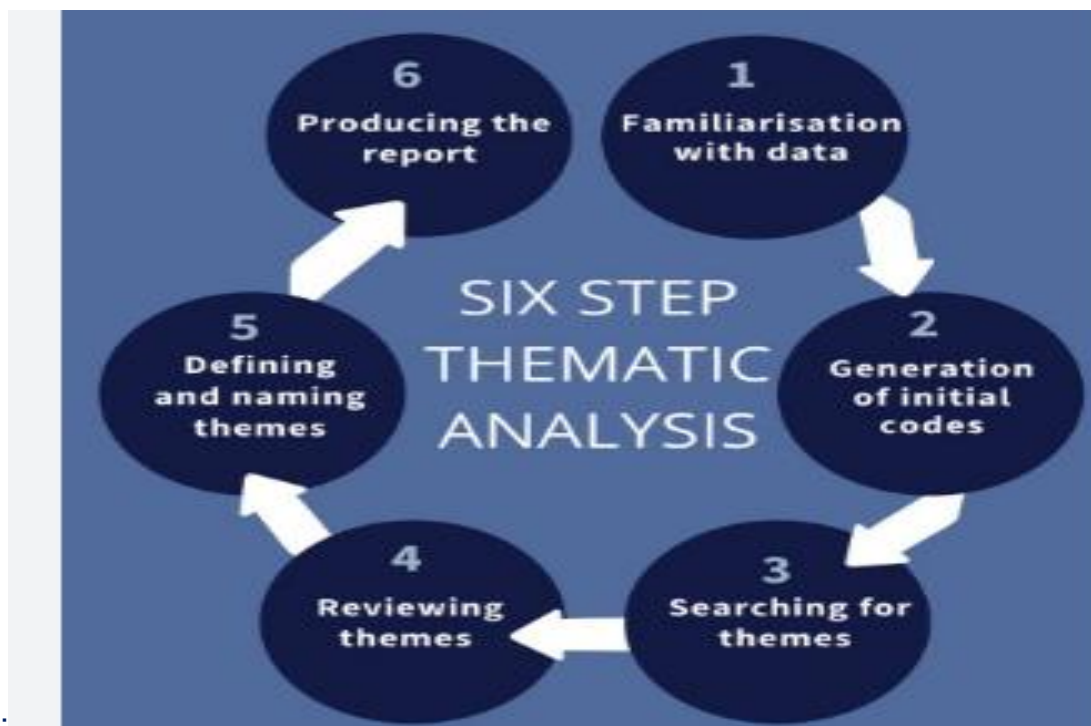 SIX STEP
THEMATIC
ANALYSIS
1
Familiarisation
with data
2
Generation
of initial
codes
3
Searching for
themes
4
Reviewing
themes
5
Defining
and naming
themes
6
Producing the
report
.